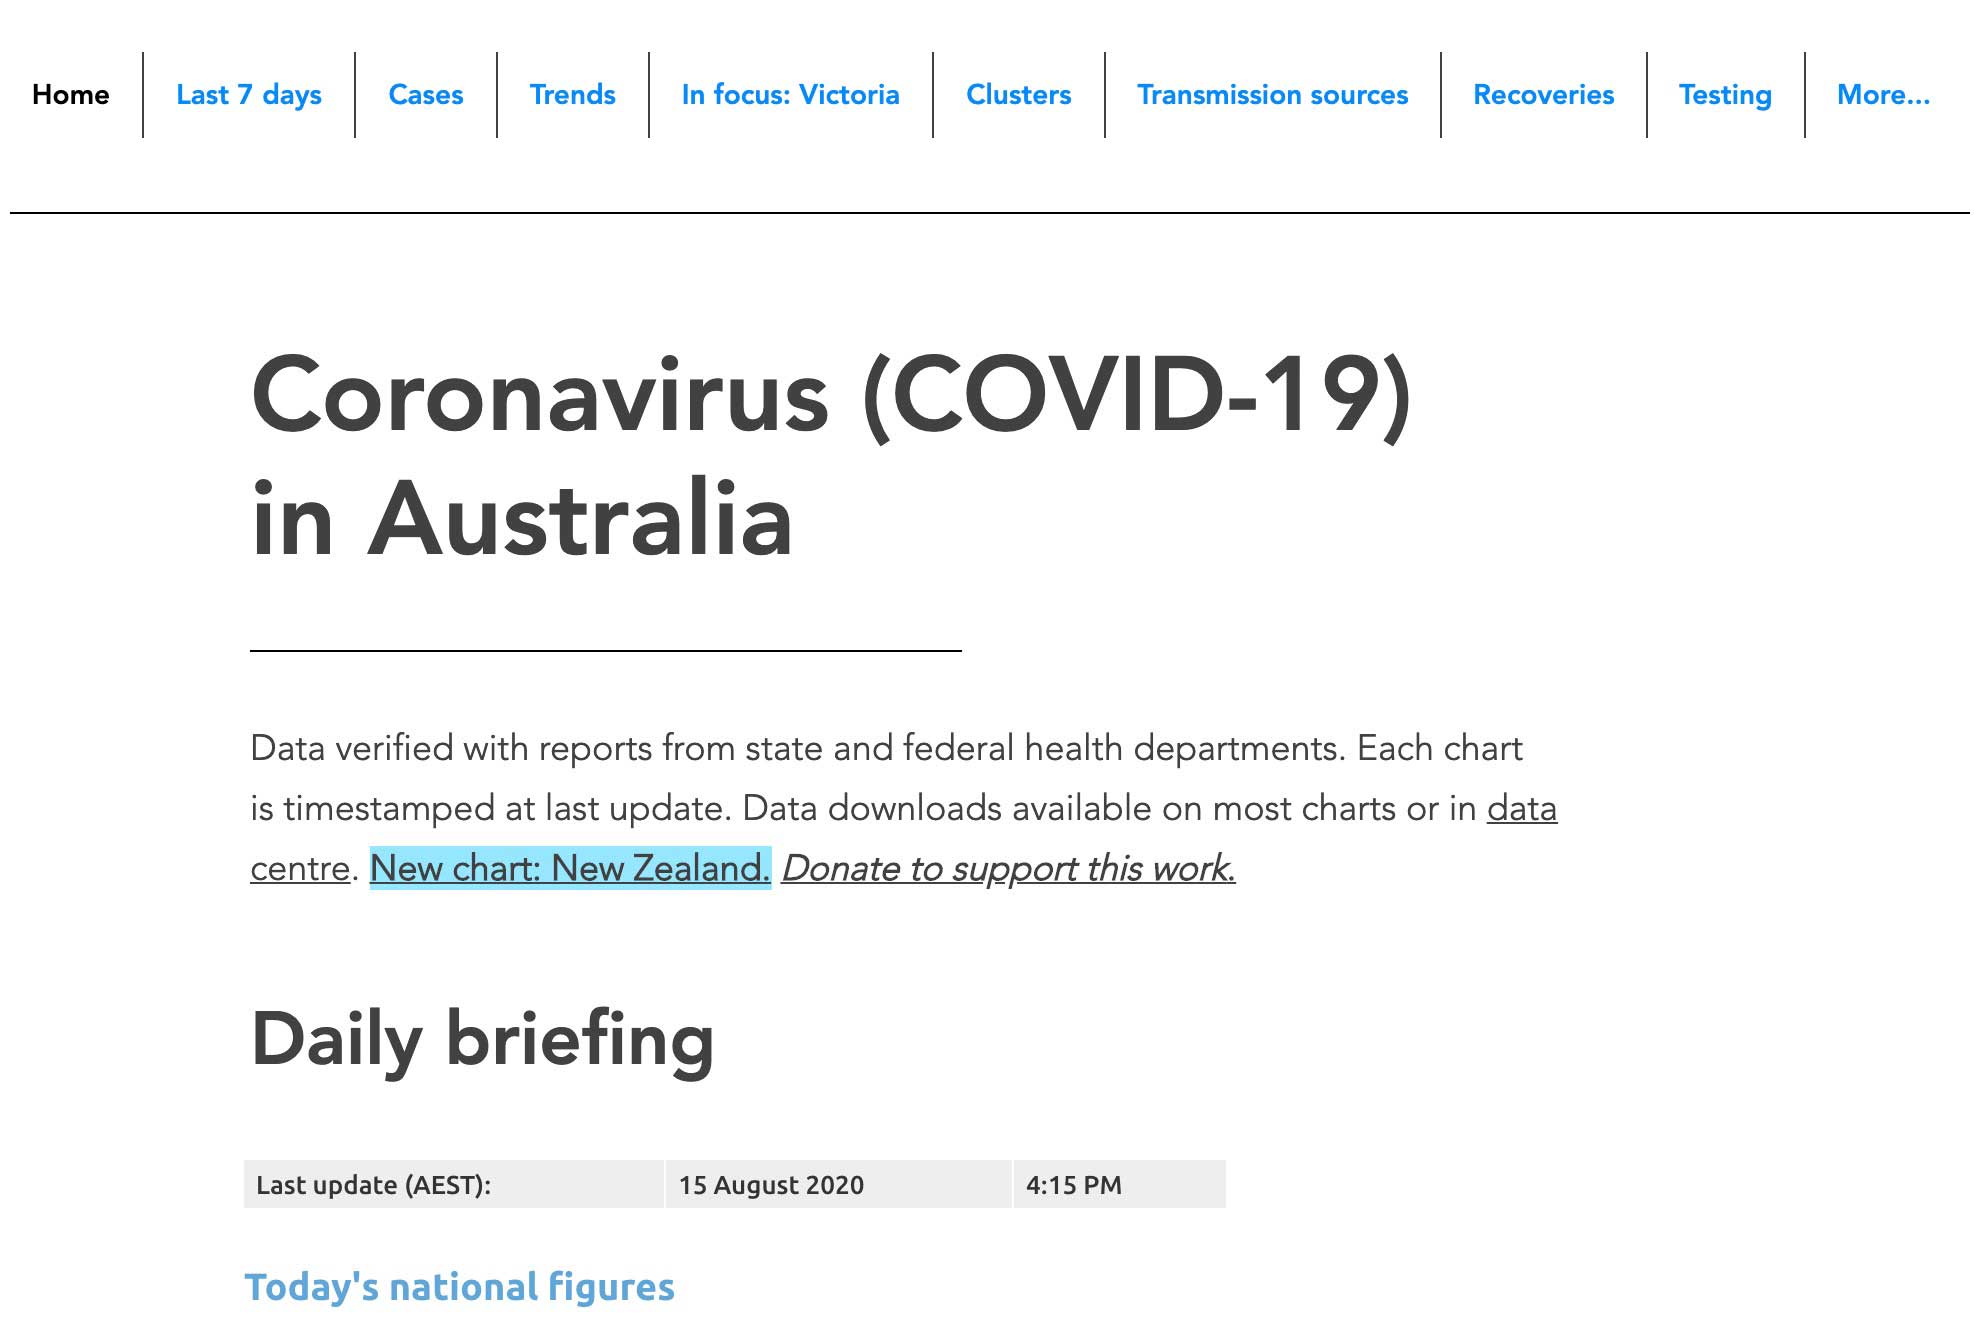 Home Last 7 days Cases Trends In focus: Victoria Clusters Transmission sources Recoveries Testing More...
Coronavirus (COVID-19)
in Australia
Data verified with reports from state and federal health departments. Each chart
is timestamped at last update. Data downloads available on most charts or in data
centre. New chart: New Zealand. Donate to support this work.
Daily briefing
Last update (AEST): 15 August 2020 4:15 PM
Today's national figures